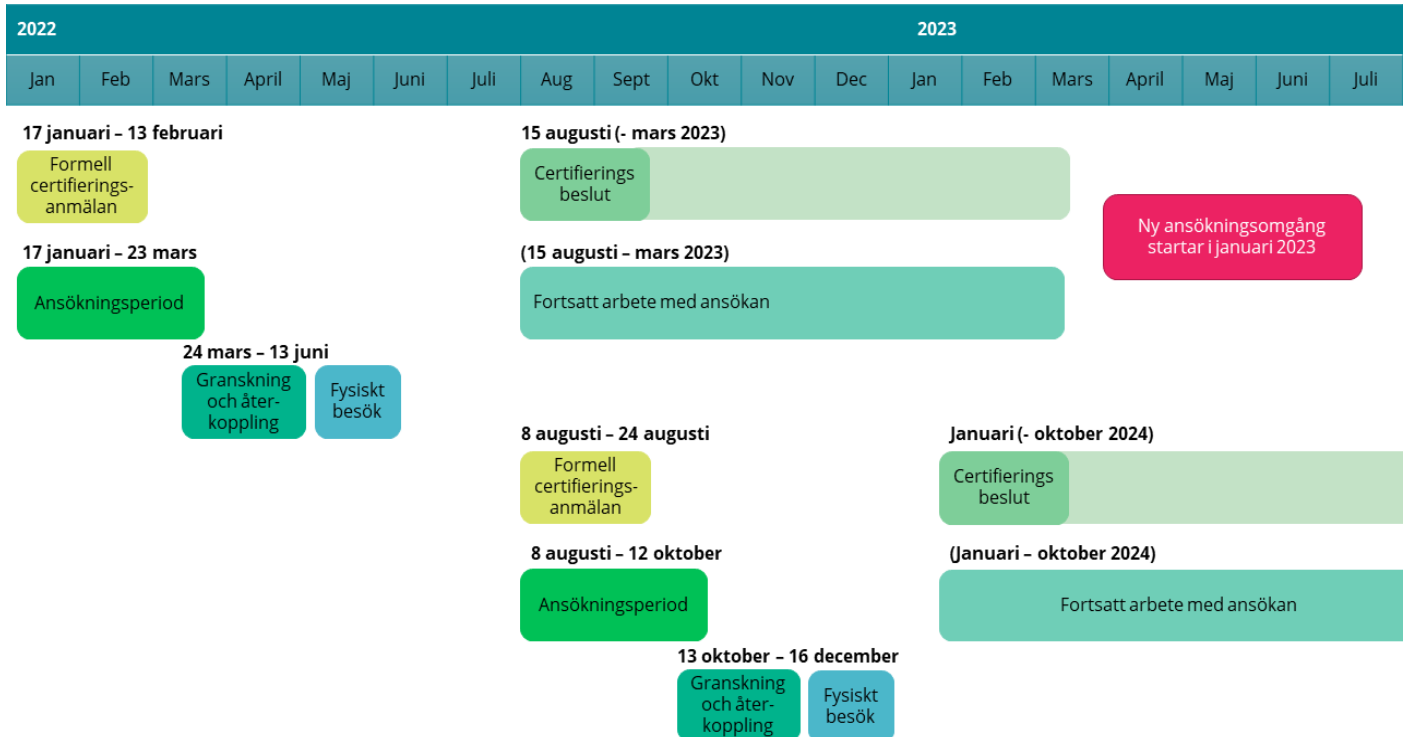 2022
2023
Jan
Feb
Mars
April
Maj
Juni
Juli
Aug
Sept
Okt
Nov
Dec
Jan
Feb
Mars
April
Maj
Juni
Juli
17 januari – 13 februari
Formell
certifierings-
anmälan
15 augusti (- mars 2023)
Certifierings
beslut
Ny ansökningsomgång
startar i januari 2023
17 januari – 23 mars
Ansökningsperiod
(15 augusti – mars 2023)
Fortsatt arbete med ansökan
24 mars – 13 juni
Granskning
och åter-
koppling
Fysiskt
besök
8 augusti – 24 augusti
Formell
certifierings-
anmälan
Januari (- oktober 2024)
Certifierings
beslut
8 augusti – 12 oktober
Ansökningsperiod
(Januari – oktober 2024)
Fortsatt arbete med ansökan
13 oktober – 16 december
Granskning
och åter-
koppling
Fysiskt
besök